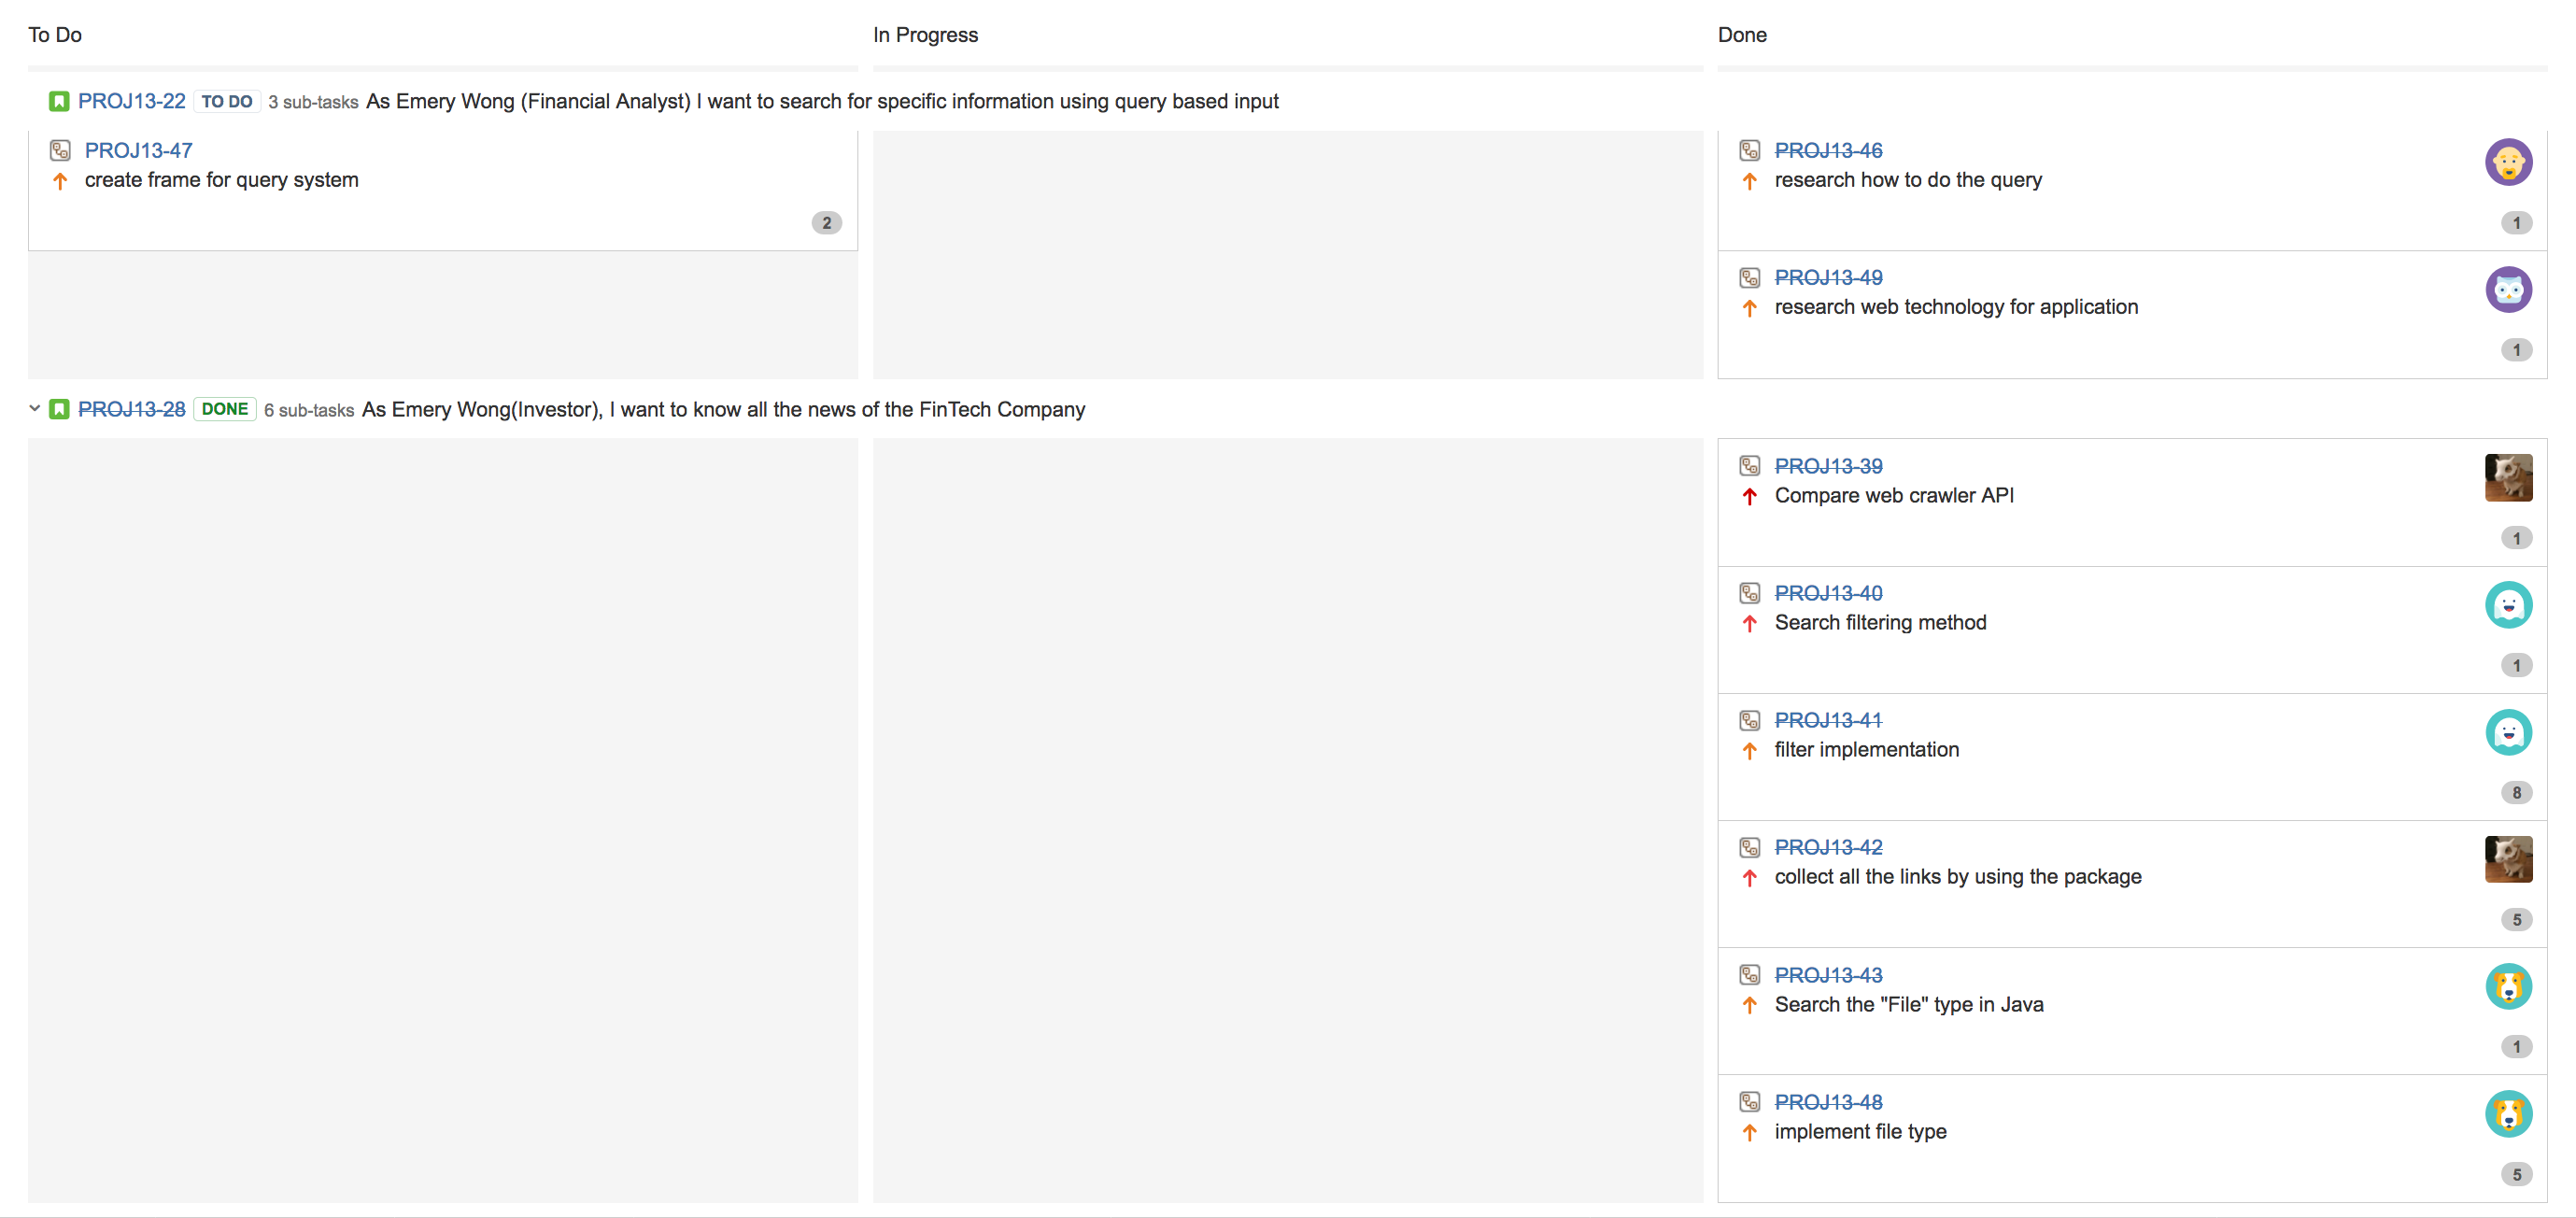 To Do In Progress Done
PROJ13-22 TO DO 3 sub-tasks As Emery Wong (Financial Analyst) I want to search for specific information using query based input
PROJ13-47
create frame for query system
2
PROJ13-46
research how to do the query
1
PROJ13-49
research web technology for application
1
PROJ13-28 DONE 6 sub-tasks As Emery Wong(Investor), I want to know all the news of the FinTech Company
PROJ13-39
Compare web crawler API
1
PROJ13-40
Search filtering method
1
PROJ13-41
filter implementation
8
PROJ13-42
collect all the links by using the package
5
PROJ13-43
Search the "File" type in Java
1
PROJ13-48
implement file type
5